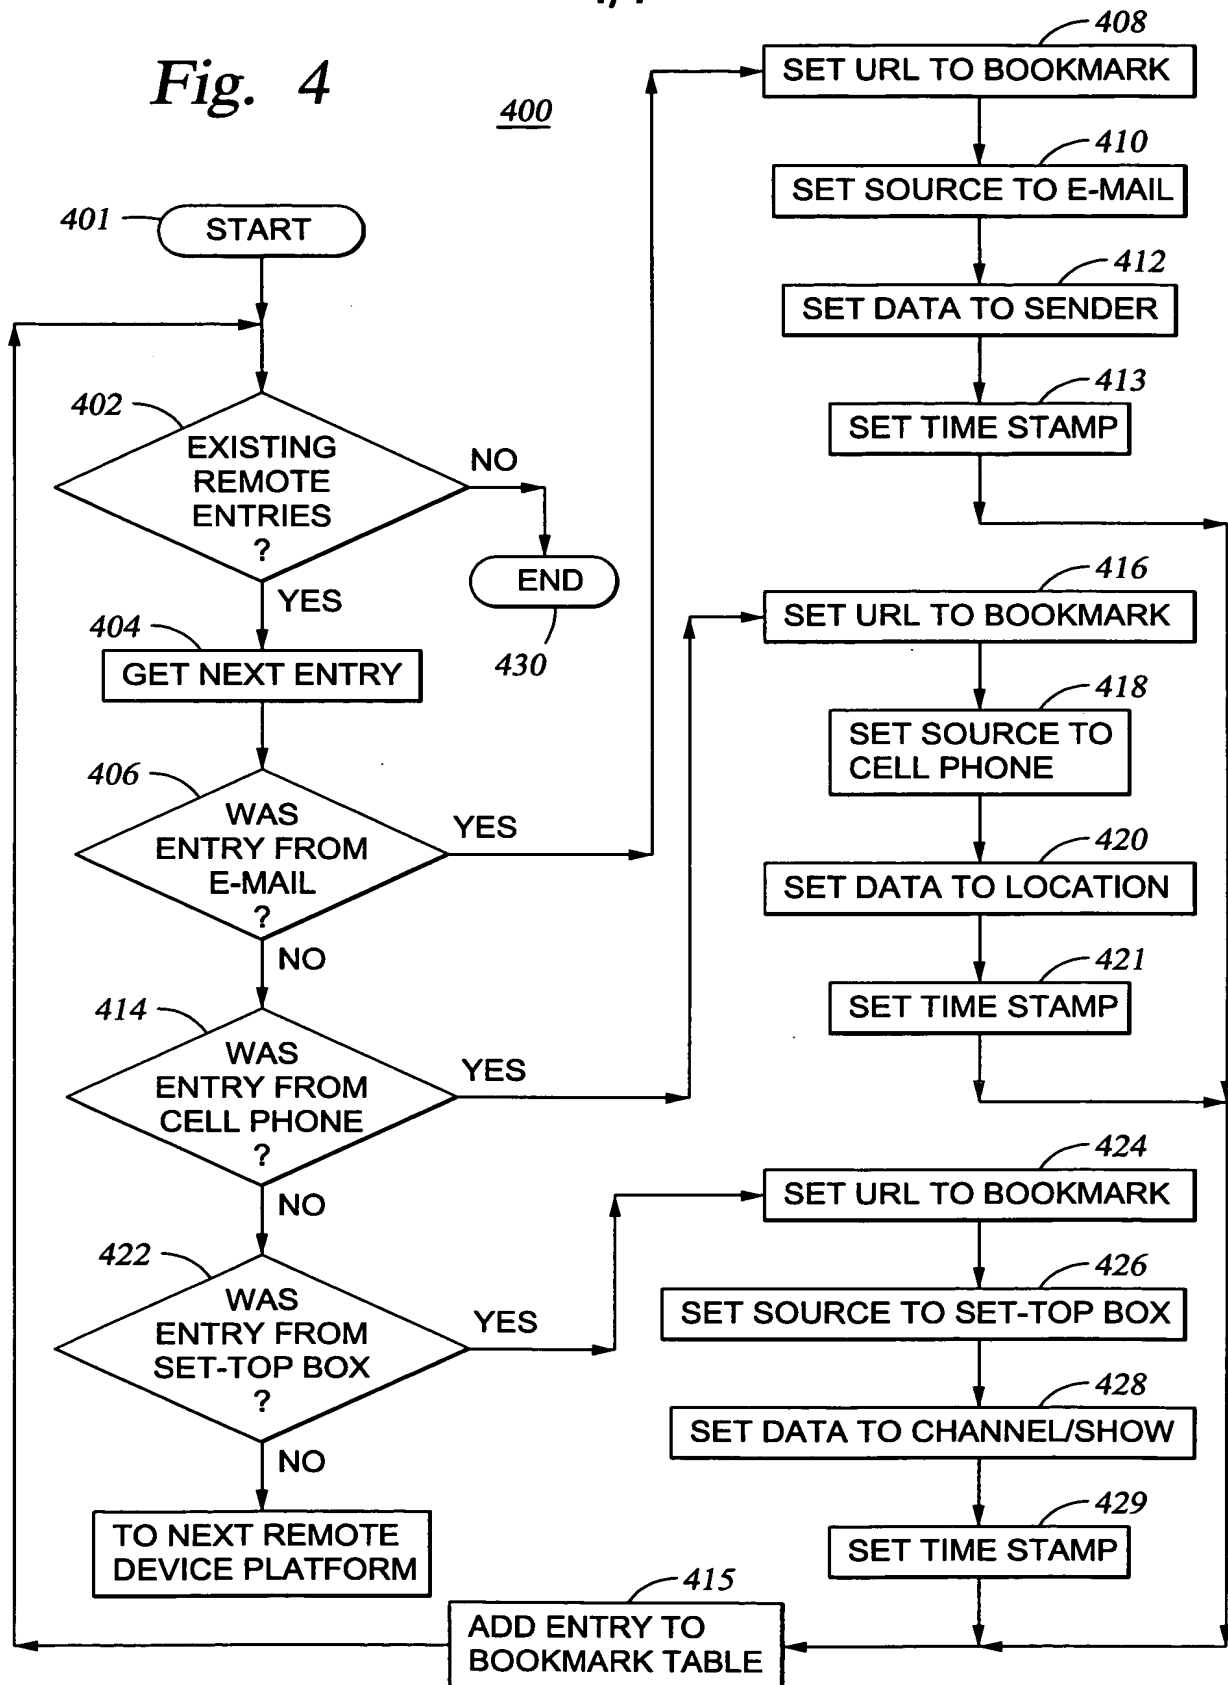 Fig. 4
400
401
START
402
EXISTING
REMOTE
ENTRIES
?
NO
END
430
YES
404
GET NEXT ENTRY
406
WAS
ENTRY FROM
E-MAIL
?
YES
NO
414
WAS
ENTRY FROM
CELL PHONE
?
YES
NO
422
WAS
ENTRY FROM
SET-TOP BOX
?
YES
NO
TO NEXT REMOTE
DEVICE PLATFORM
408
SET URL TO BOOKMARK
410
SET SOURCE TO E-MAIL
412
SET DATA TO SENDER
413
SET TIME STAMP
416
SET URL TO BOOKMARK
418
SET SOURCE TO
CELL PHONE
420
SET DATA TO LOCATION
421
SET TIME STAMP
424
SET URL TO BOOKMARK
426
SET SOURCE TO SET-TOP BOX
428
SET DATA TO CHANNEL/SHOW
429
SET TIME STAMP
415
ADD ENTRY TO
BOOKMARK TABLE